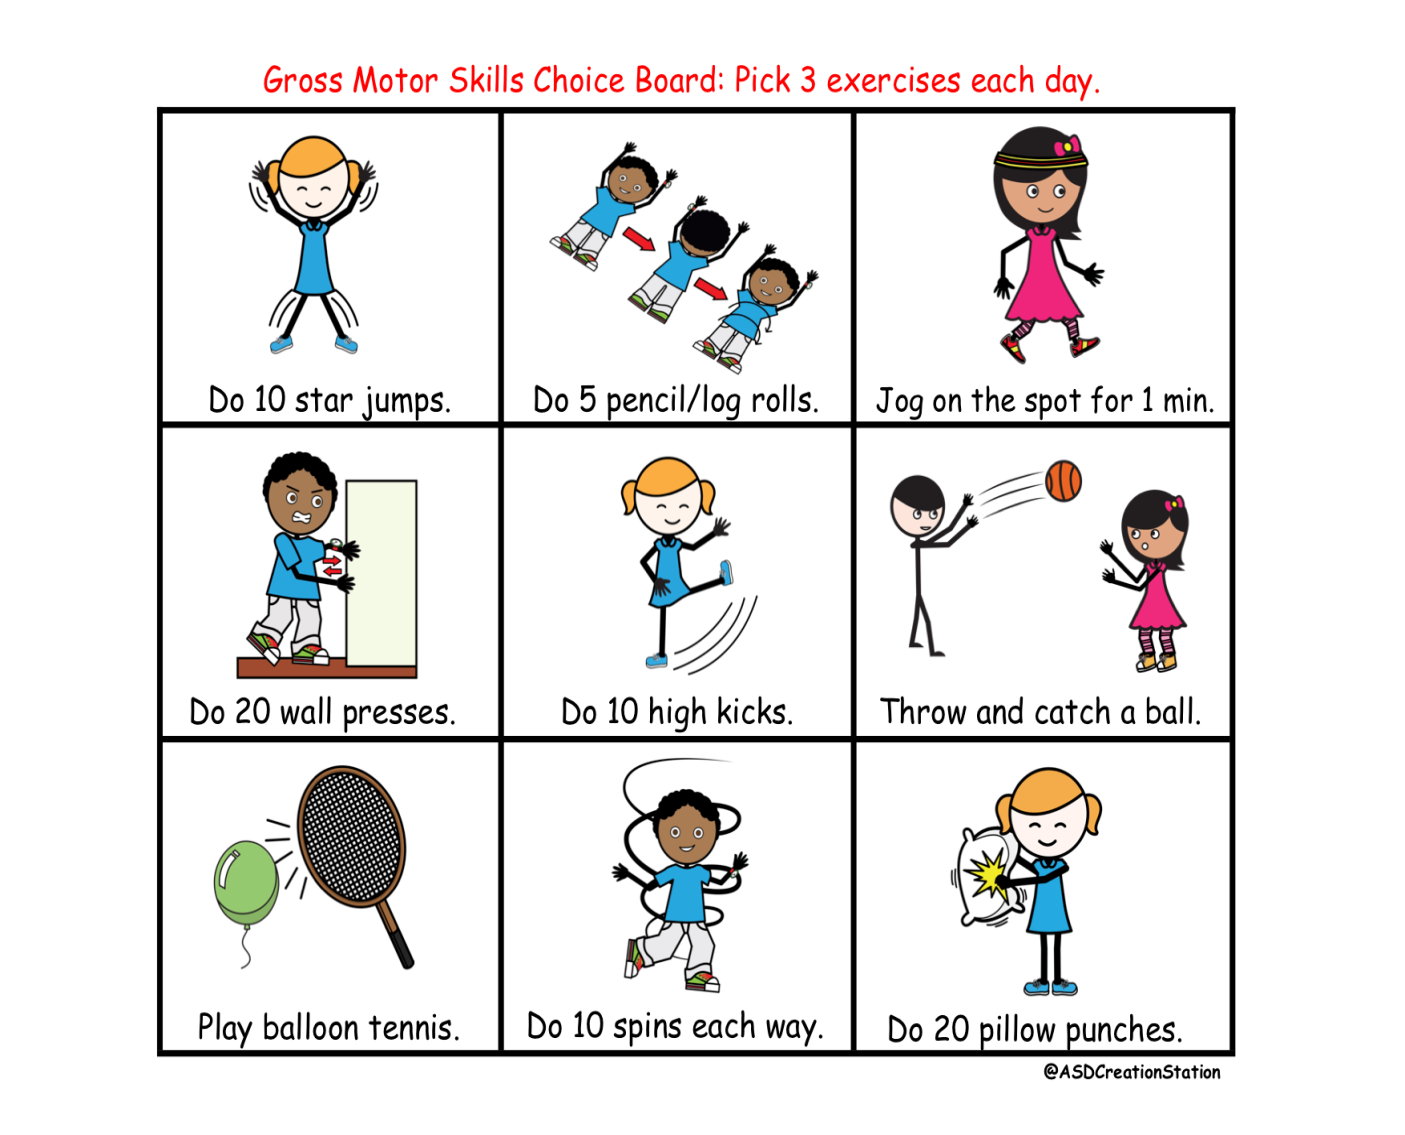 Gross Motor Skills Choice Board: Pick 3 exercises each day.
Do 10 star jumps.
Do 5 pencil/log rolls.
Jog on the spot for 1 min.
Do 20 wall presses.
Do 10 high kicks.
Throw and catch a ball.
Play balloon tennis.
Do 10 spins each way.
Do 20 pillow punches.
@ASDCreationStation